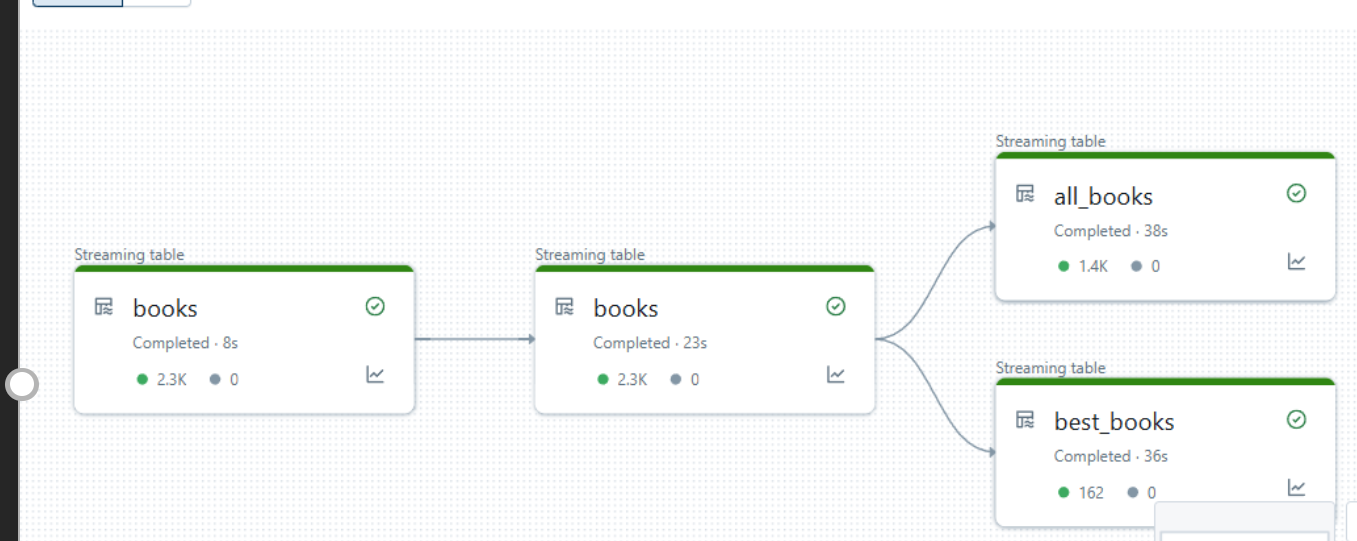 Streaming table
books
Completed · 8s
2.3K 0
Streaming table
books
Completed · 23s
2.3K 0
Streaming table
all_books
Completed · 38s
1.4K 0
Streaming table
best_books
Completed · 36s
162 0